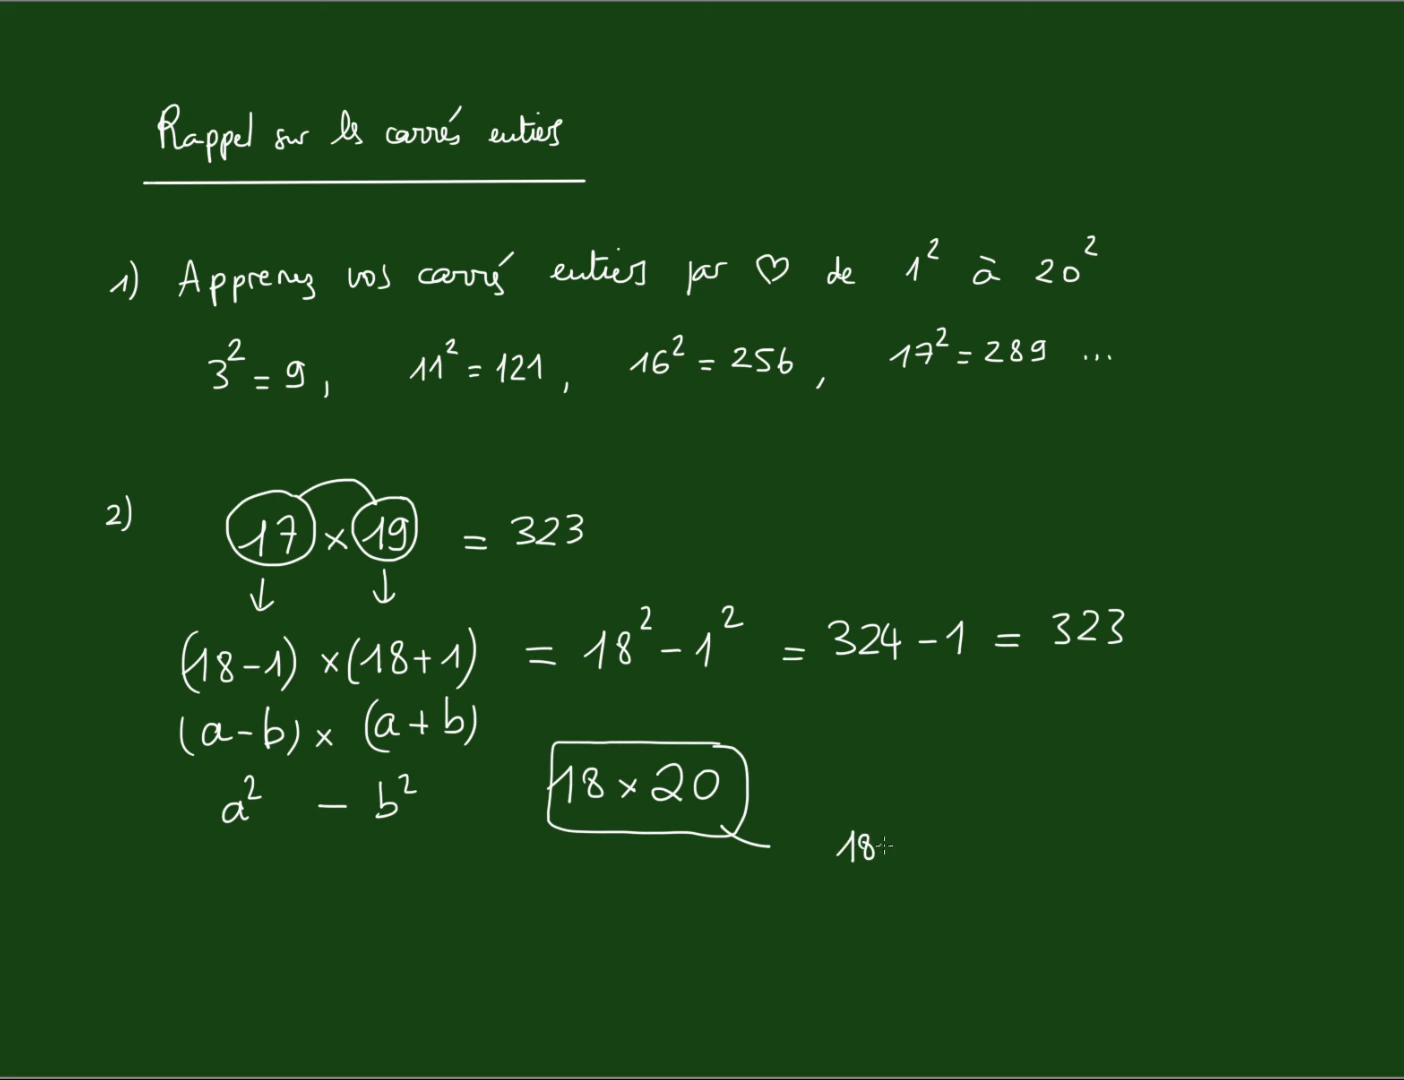 Rappel sur les carrés entiers
1) Apprenez vos carré entiers par ♡ de 1² à 20²
3² = 9, 11² = 121, 16² = 256, 17² = 289 ...
2) 17 × 19 = 323
(18-1) × (18+1) = 18² - 1² = 324 - 1 = 323
(a-b) × (a+b)
a² - b²
18 × 20
18